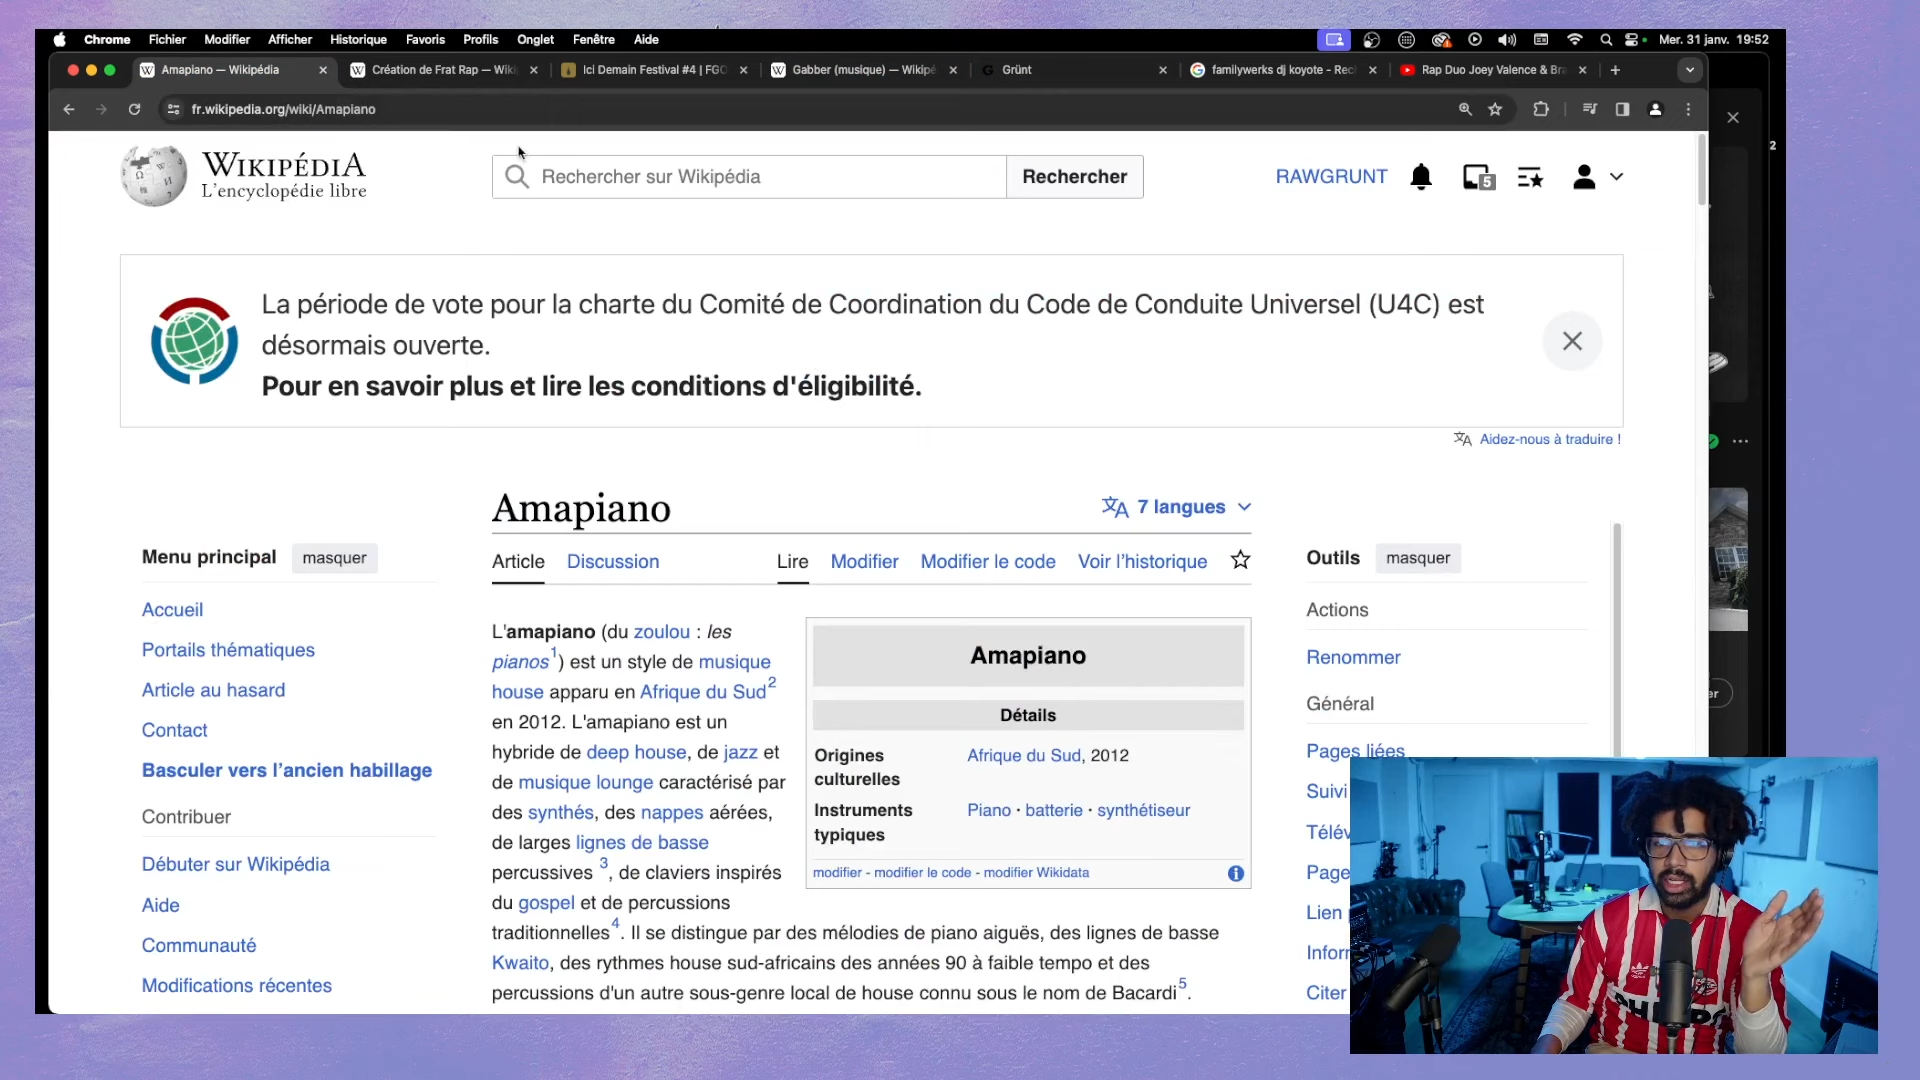 Chrome Fichier Modifier Afficher Historique Favoris Profils Onglet Fenêtre Aide Mer. 31 janv. 19:52
Amapiano — Wikipédia
Création de Frat Rap — Wiki
Ici Demain Festival #4 | FGO
Gabber (musique) — Wikipé
Grünt
familywerks dj koyote - Rec
Rap Duo Joey Valence & Bra
fr.wikipedia.org/wiki/Amapiano
WIKIPÉDIA
L'encyclopédie libre
Rechercher sur Wikipédia
Rechercher
RAWGRUNT
5
2
La période de vote pour la charte du Comité de Coordination du Code de Conduite Universel (U4C) est
désormais ouverte.
Pour en savoir plus et lire les conditions d'éligibilité.
Aidez-nous à traduire !
Amapiano
7 langues
Menu principal masquer
Article Discussion Lire Modifier Modifier le code Voir l'historique
Outils masquer
Accueil
Portails thématiques
Article au hasard
Contact
Basculer vers l'ancien habillage
Contribuer
Débuter sur Wikipédia
Aide
Communauté
Modifications récentes
L'amapiano (du zoulou : les
pianos1) est un style de musique
house apparu en Afrique du Sud2
en 2012. L'amapiano est un
hybride de deep house, de jazz et
de musique lounge caractérisé par
des synthés, des nappes aérées,
de larges lignes de basse
percussives 3, de claviers inspirés
du gospel et de percussions
traditionnelles4. Il se distingue par des mélodies de piano aiguës, des lignes de basse
Kwaito, des rythmes house sud-africains des années 90 à faible tempo et des
percussions d'un autre sous-genre local de house connu sous le nom de Bacardi5.
Amapiano
Détails
Origines
culturelles
Afrique du Sud, 2012
Instruments
typiques
Piano · batterie · synthétiseur
modifier - modifier le code - modifier Wikidata
Actions
Renommer
Général
Pages liées
Suivi
Télév
Page
Lien
Inforr
Citer
er